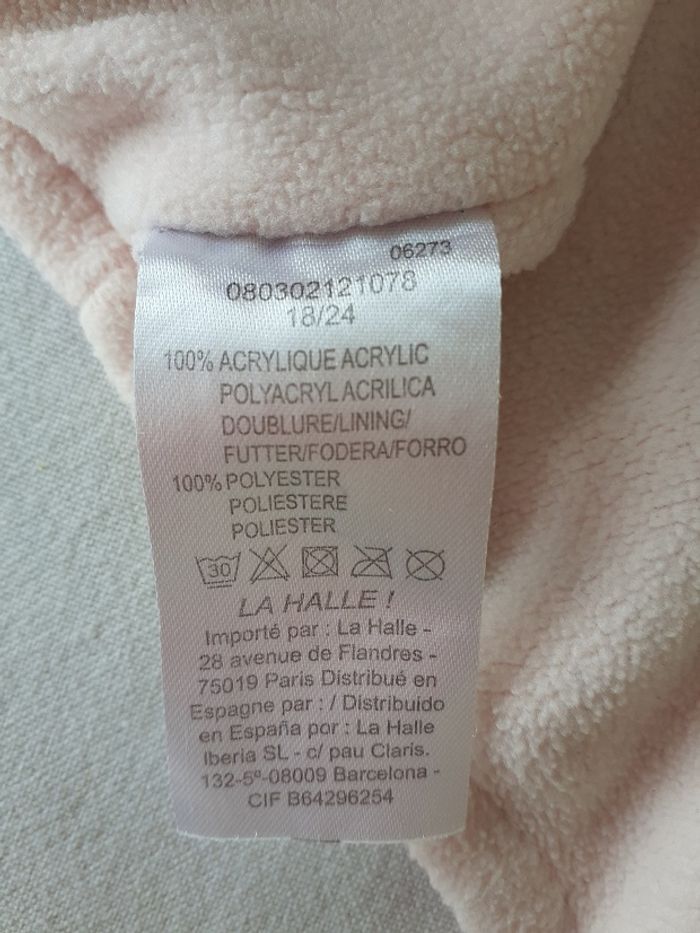 06273
080302121078
18/24
100% ACRYLIQUE ACRYLIC
POLYACRYL ACRILICA
DOUBLURE/LINING/
FUTTER/FODERA/FORRO
100% POLYESTER
POLIESTERE
POLIESTER
30
LA HALLE !
Importé par : La Halle -
28 avenue de Flandres -
75019 Paris Distribué en
Espagne par : / Distribuido
en España por : La Halle
Iberia SL - c/ pau Claris.
132-5º-08009 Barcelona -
CIF B64296254